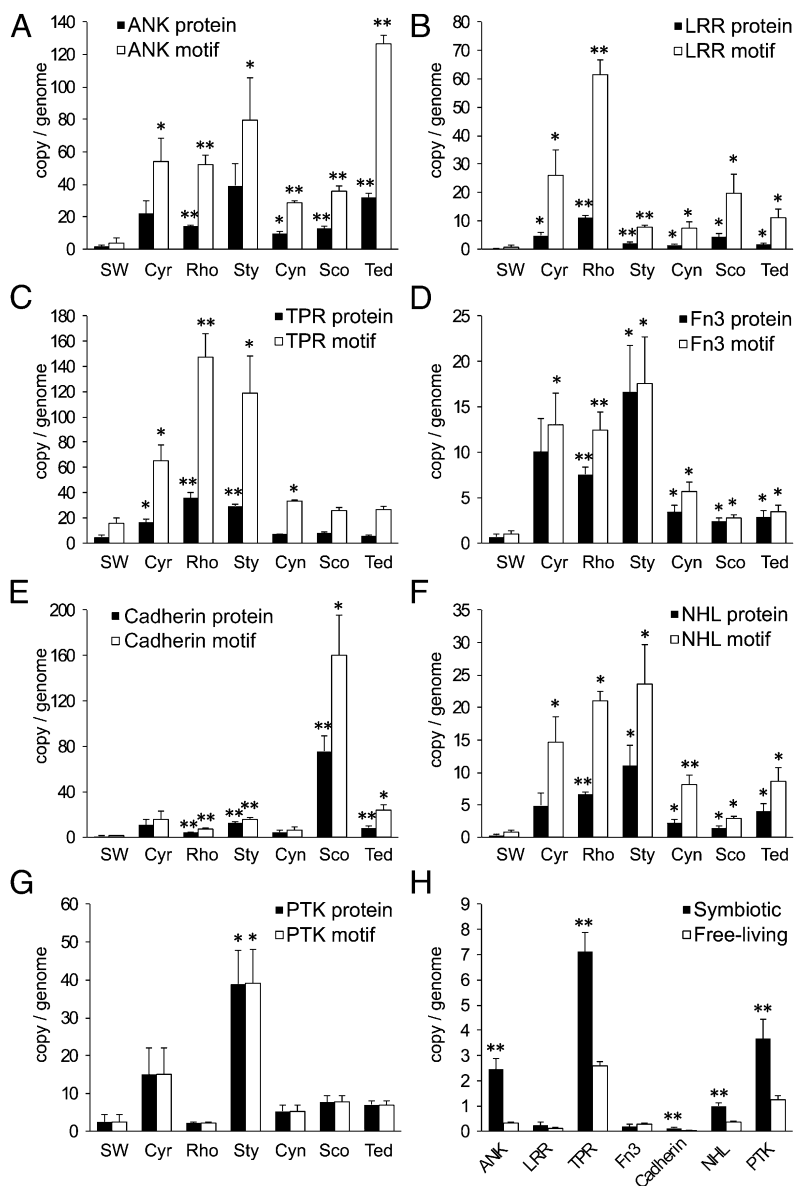 A
ANK protein
ANK motif
copy / genome
140
120
100
80
60
40
20
0
* ** * * ** ** ** ** ** **
SW Cyr Rho Sty Cyn Sco Ted
B
LRR protein
LRR motif
copy / genome
80
70
60
50
40
30
20
10
0
* * ** ** ** ** * * * * * *
SW Cyr Rho Sty Cyn Sco Ted
C
TPR protein
TPR motif
copy / genome
180
160
140
120
100
80
60
40
20
0
* * ** ** ** * *
SW Cyr Rho Sty Cyn Sco Ted
D
Fn3 protein
Fn3 motif
copy / genome
25
20
15
10
5
0
* ** ** * * * * * * * *
SW Cyr Rho Sty Cyn Sco Ted
E
Cadherin protein
Cadherin motif
copy / genome
200
160
120
80
40
0
** ** ** ** ** * ** *
SW Cyr Rho Sty Cyn Sco Ted
F
NHL protein
NHL motif
copy / genome
35
30
25
20
15
10
5
0
* ** * * * * ** * * * *
SW Cyr Rho Sty Cyn Sco Ted
G
PTK protein
PTK motif
copy / genome
60
50
40
30
20
10
0
* *
SW Cyr Rho Sty Cyn Sco Ted
H
Symbiotic
Free-living
copy / genome
9
8
7
6
5
4
3
2
1
0
** ** ** ** **
ANK LRR TPR Fn3 Cadherin NHL PTK